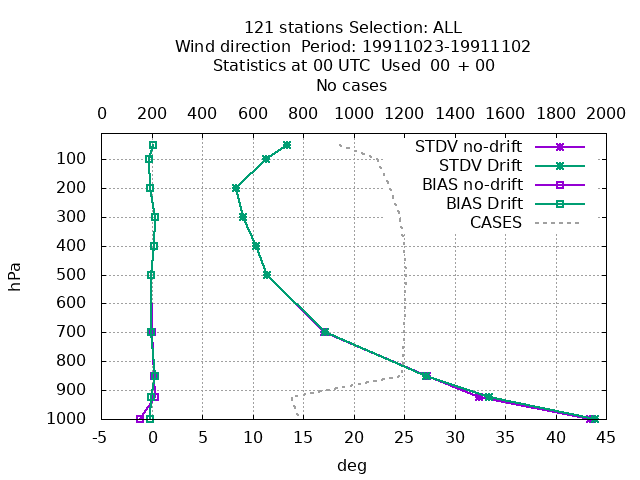 121 stations Selection: ALL
Wind direction  Period: 19911023-19911102
Statistics at 00 UTC  Used  00 + 00
No cases
0 200 400 600 800 1000 1200 1400 1600 1800 2000
STDV no-drift
STDV Drift
BIAS no-drift
BIAS Drift
CASES
hPa
100
200
300
400
500
600
700
800
900
1000
-5 0 5 10 15 20 25 30 35 40 45
deg